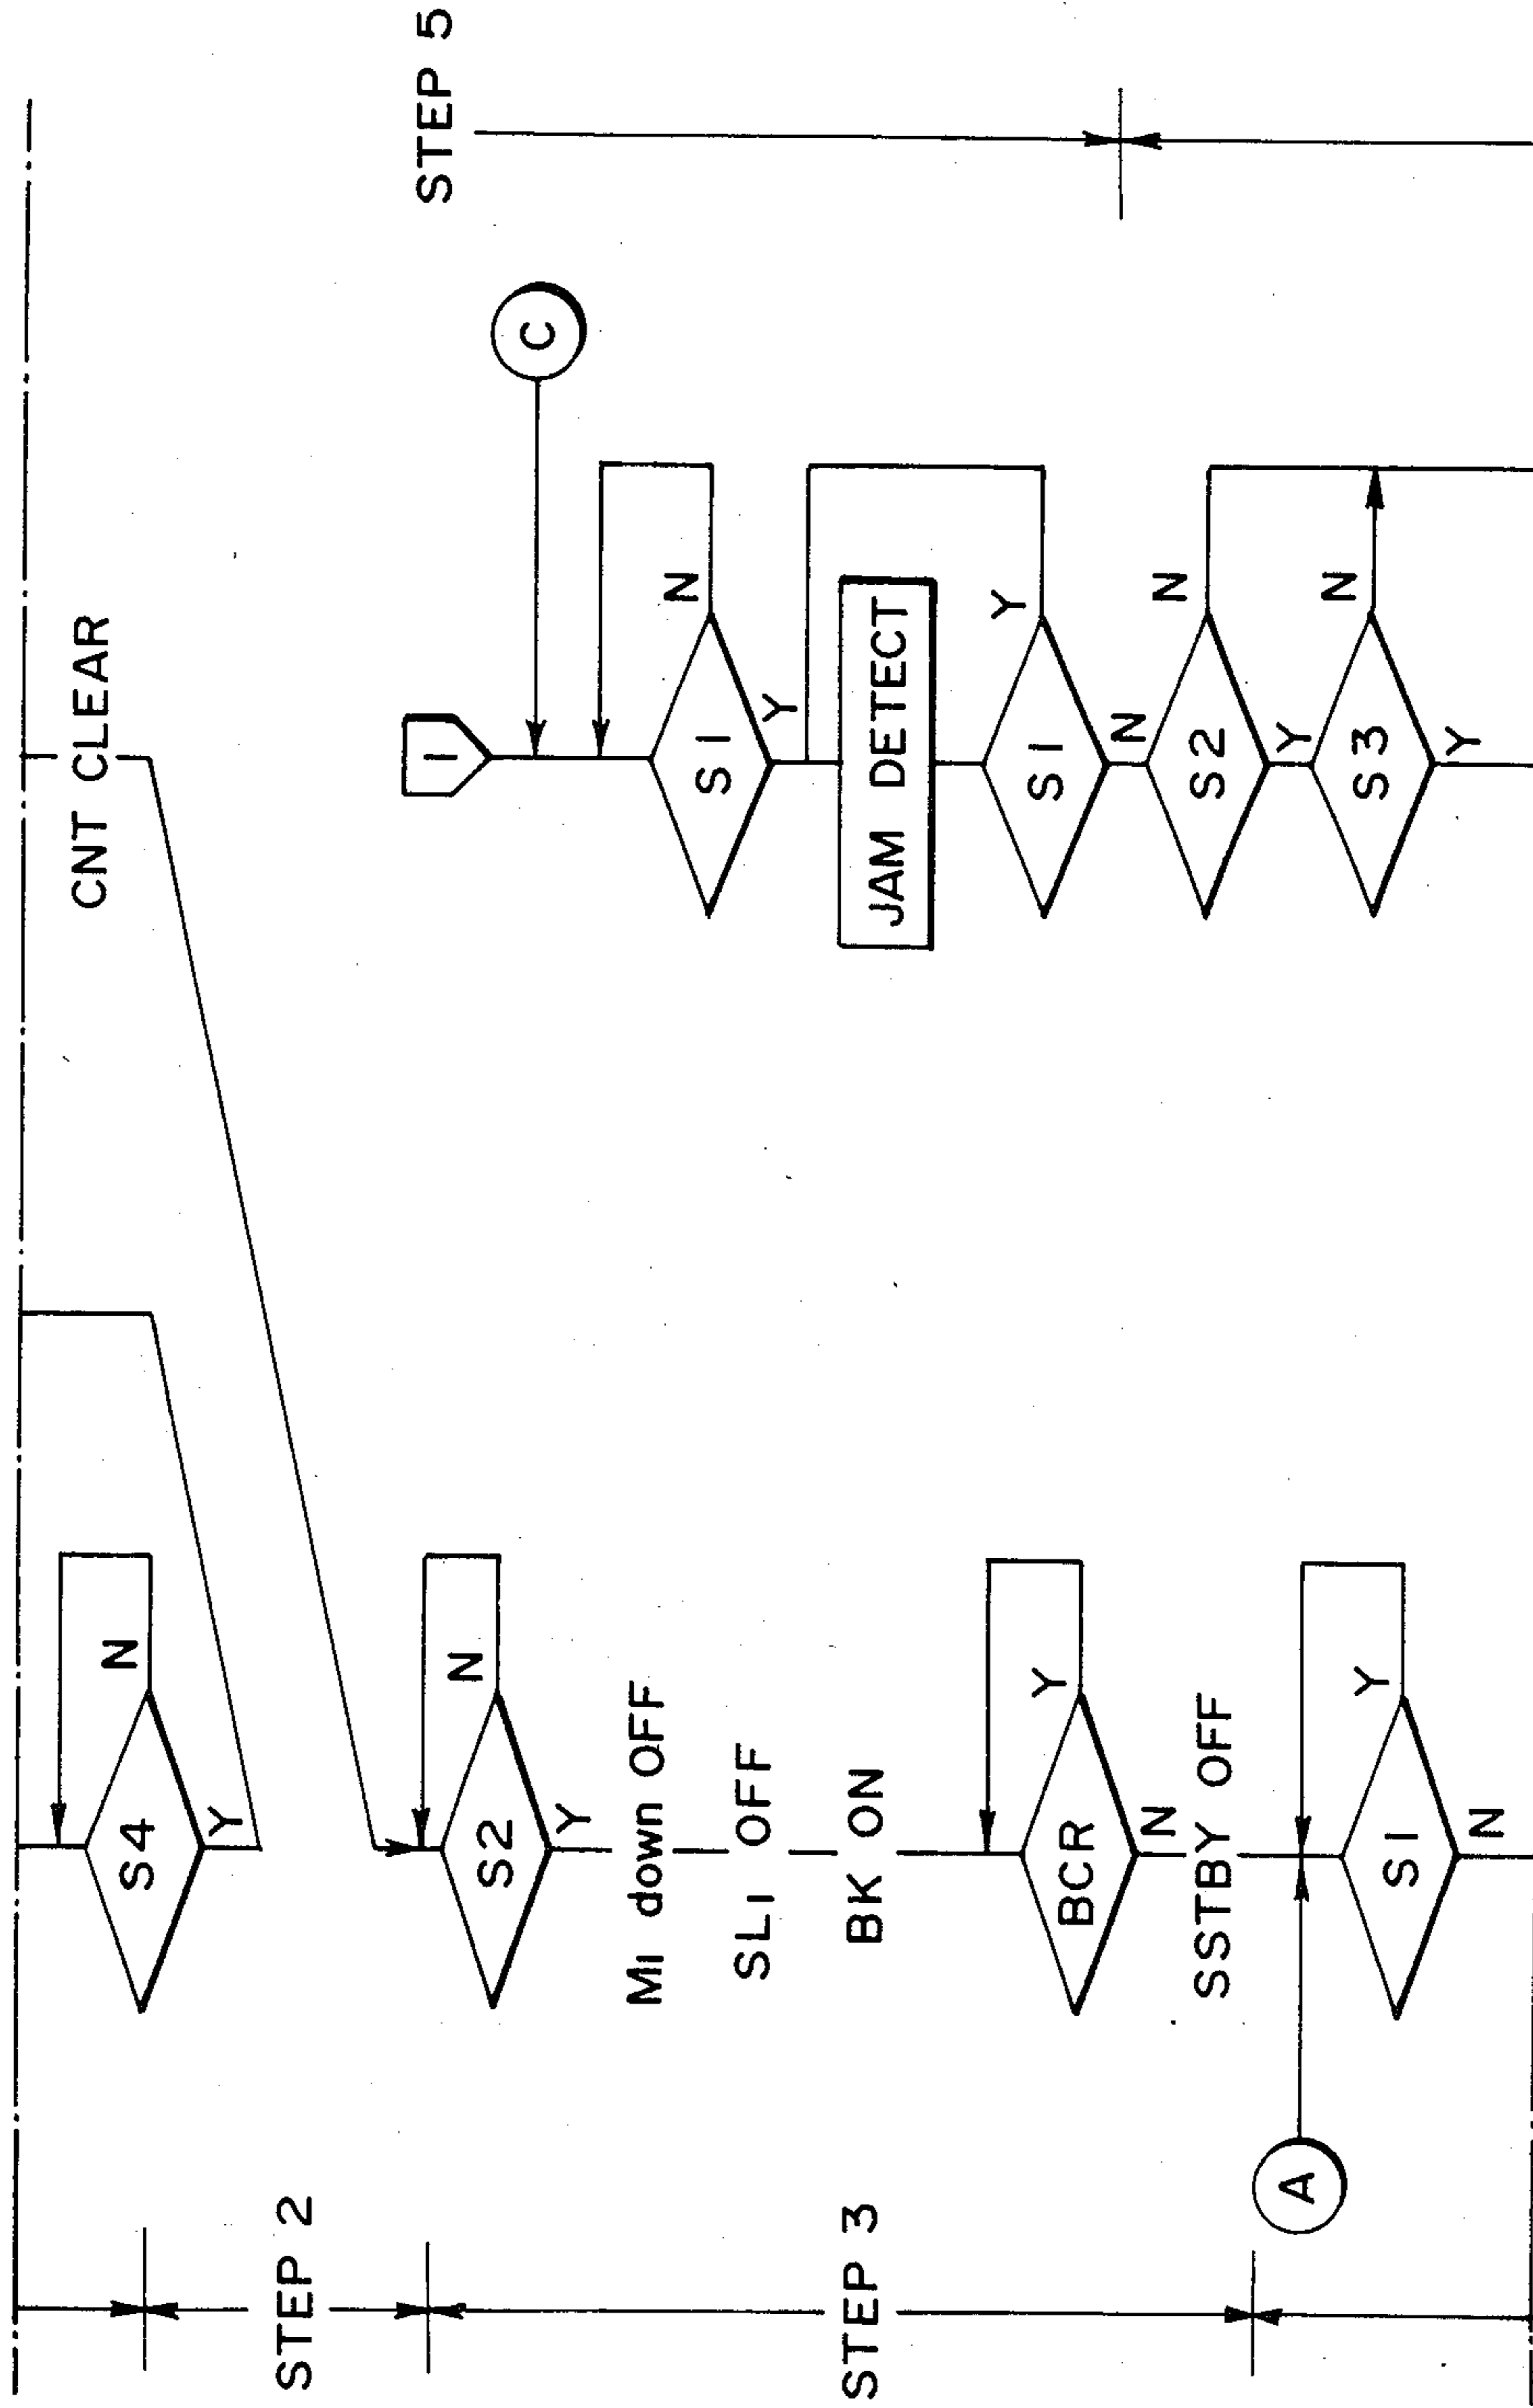 STEP 2
S4
N
Y
CNT CLEAR
STEP 3
S2
N
Y
M1 down OFF
SL1 OFF
BK ON
BCR
Y
N
SSTBY OFF
A
S1
Y
N
STEP 5
1
C
S1
N
Y
JAM DETECT
S1
Y
N
S2
N
Y
S3
N
Y